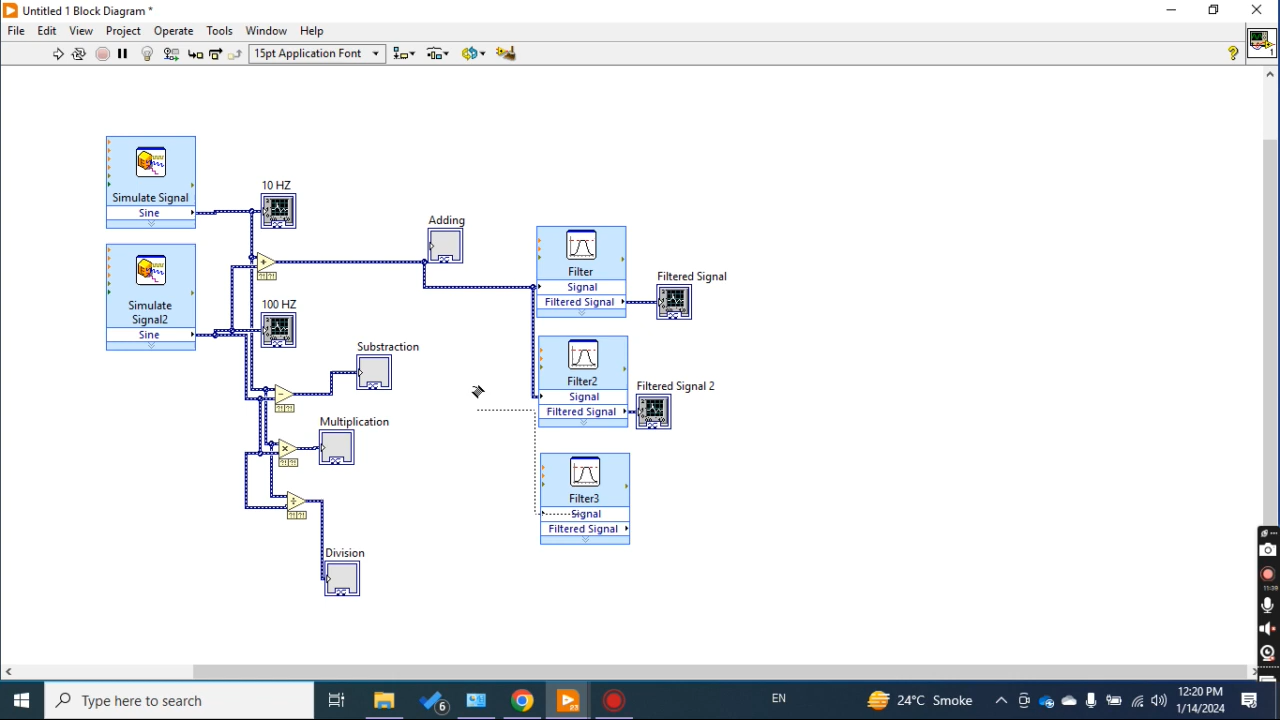 Untitled 1 Block Diagram *
File Edit View Project Operate Tools Window Help
15pt Application Font
Simulate Signal
Sine
10 HZ
Adding
Simulate
Signal2
Sine
100 HZ
Filter
Signal
Filtered Signal
Filtered Signal
Substraction
Filter2
Signal
Filtered Signal
Filtered Signal 2
Multiplication
Filter3
Signal
Filtered Signal
Division
11:39
Type here to search
6
EN
24°C Smoke
12:20 PM
1/14/2024